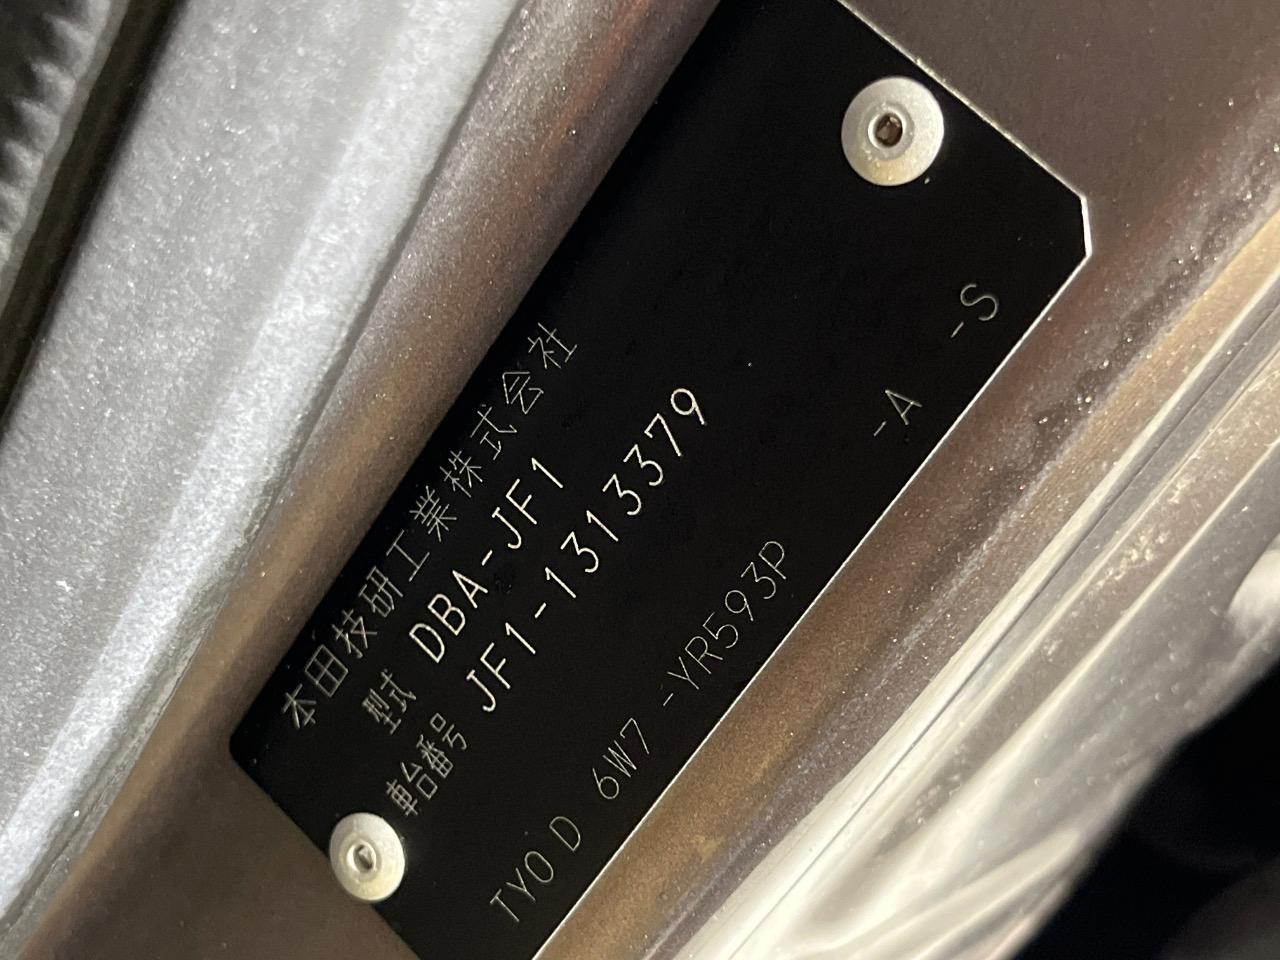 本田技研工業株式会社
型式 DBA-JF1
車台番号 JF1-1313379
TY0 D 6W7 -YR593P -A -S